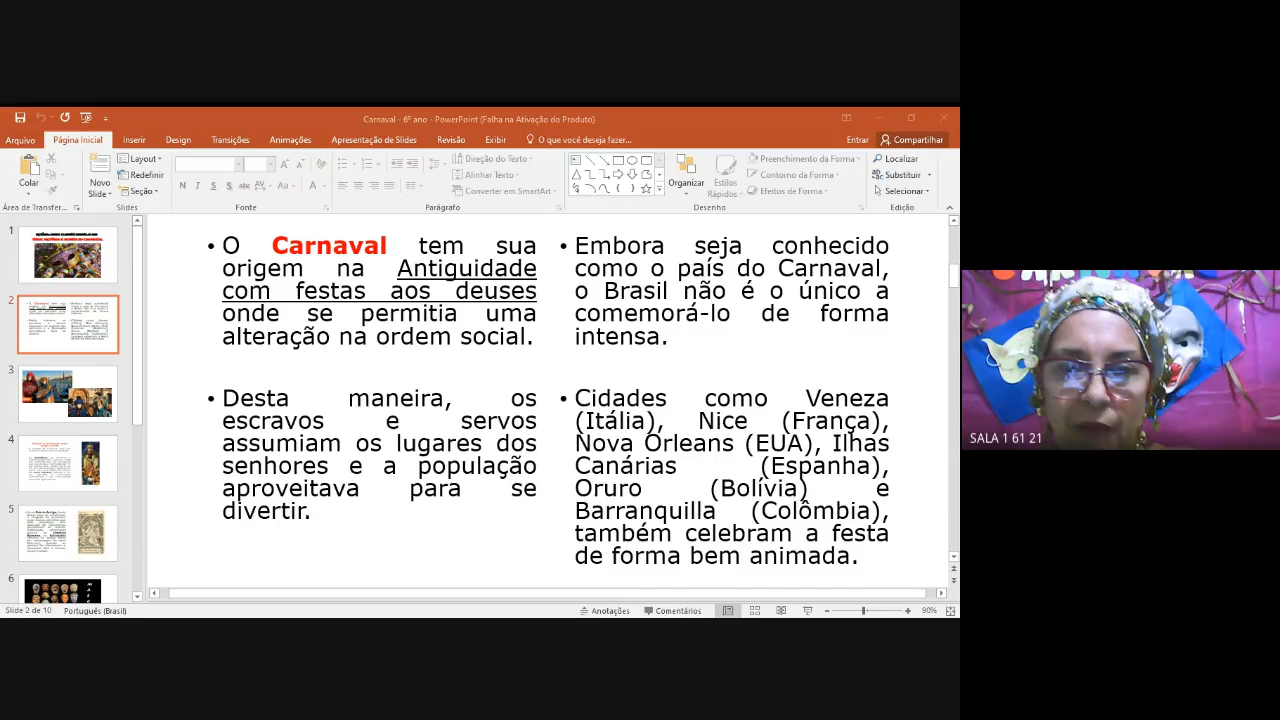 Carnaval - 6º ano - PowerPoint (Falha na Ativação do Produto)
Arquivo Página Inicial Inserir Design Transições Animações Apresentação de Slides Revisão Exibir O que você deseja fazer... Entrar Compartilhar
Colar
Novo Slide
Layout
Redefinir
Seção
Direção do Texto
Alinhar Texto
Converter em SmartArt
Organizar
Estilos Rápidos
Preenchimento da Forma
Contorno da Forma
Efeitos de Forma
Localizar
Substituir
Selecionar
Área de Transfer... Slides Fonte Parágrafo Desenho Edição
1
2
3
4
5
6
• O Carnaval tem sua
origem na Antiguidade
com festas aos deuses
onde se permitia uma
alteração na ordem social.
• Desta maneira, os
escravos e servos
assumiam os lugares dos
senhores e a população
aproveitava para se
divertir.
• Embora seja conhecido
como o país do Carnaval,
o Brasil não é o único a
comemorá-lo de forma
intensa.
• Cidades como Veneza
(Itália), Nice (França),
Nova Orleans (EUA), Ilhas
Canárias (Espanha),
Oruro (Bolívia) e
Barranquilla (Colômbia),
também celebram a festa
de forma bem animada.
SALA 1 61 21
Slide 2 de 10 Português (Brasil) Anotações Comentários 90%